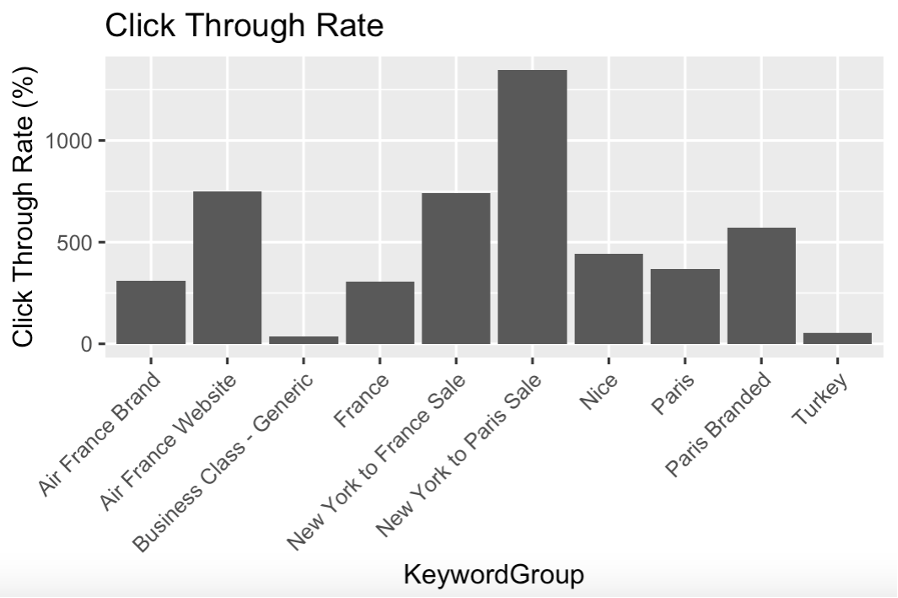 Click Through Rate
Click Through Rate (%)
1000
500
0
Air France Brand
Air France Website
Business Class - Generic
France
New York to France Sale
New York to Paris Sale
Nice
Paris
Paris Branded
Turkey
KeywordGroup